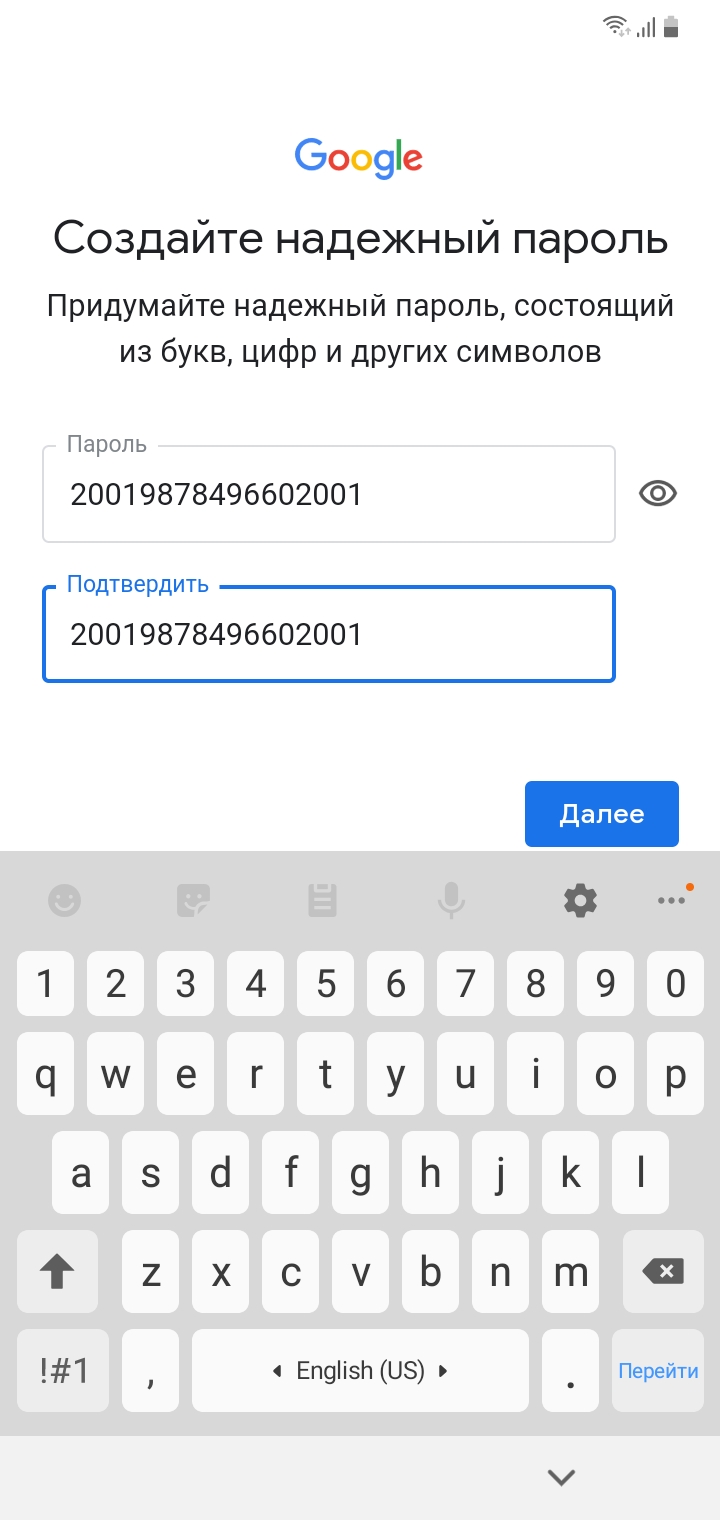 Google
Создайте надежный пароль
Придумайте надежный пароль, состоящий
из букв, цифр и других символов
Пароль
20019878496602001
Подтвердить
20019878496602001
Далее
1 2 3 4 5 6 7 8 9 0
q w e r t y u i o p
a s d f g h j k l
z x c v b n m
!#1 , English (US) . Перейти